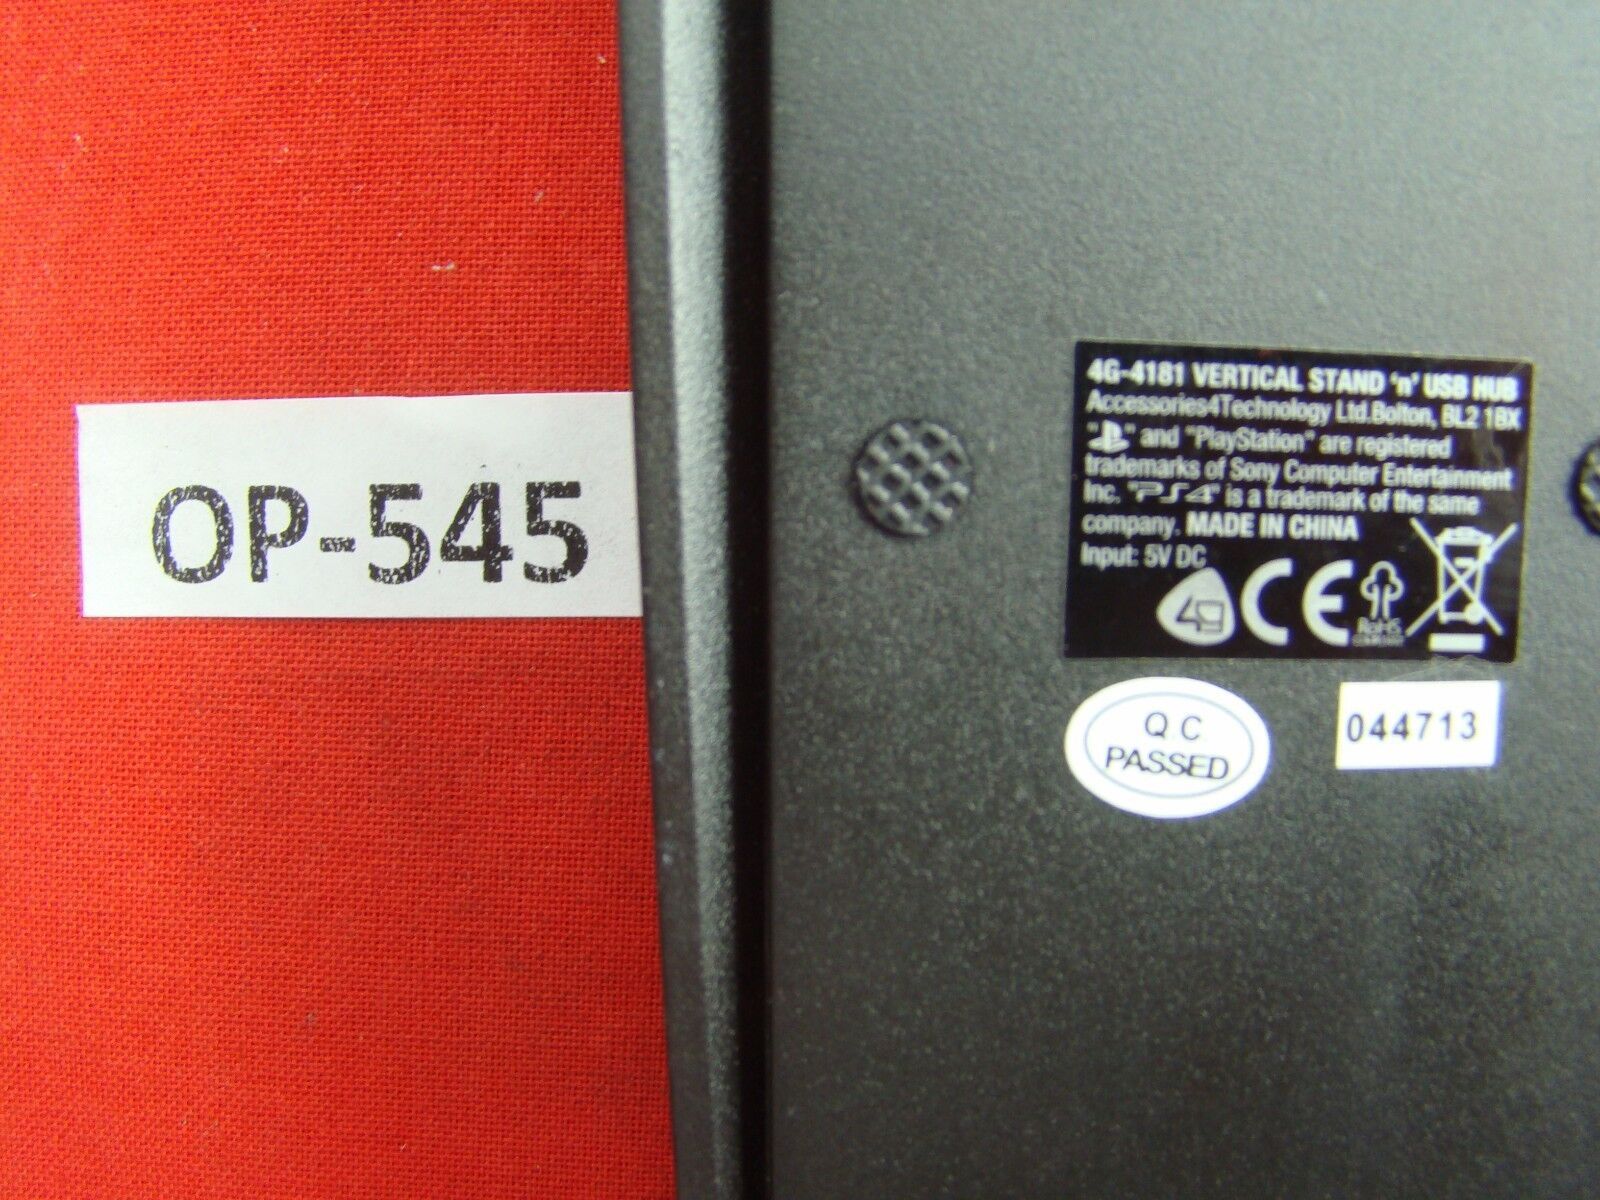 OP-545
4G-4181 VERTICAL STAND 'n' USB HUB
Accessories4Technology Ltd.Bolton, BL2 1BX
" " and "PlayStation" are registered
trademarks of Sony Computer Entertainment
Inc. "PS4" is a trademark of the same
company. MADE IN CHINA
Input: 5V DC
4G CE RoHS
Q.C
PASSED
044713